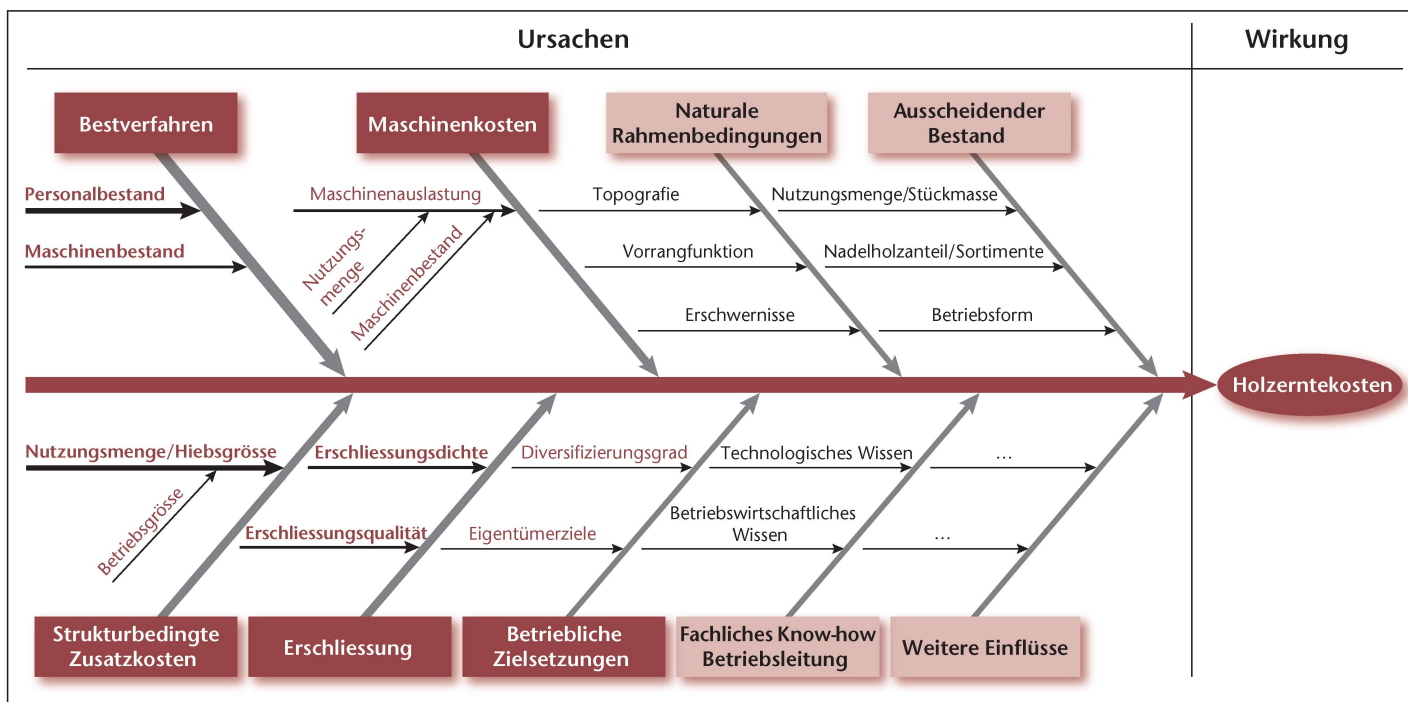 Ursachen
Wirkung
Bestverfahren
Maschinenkosten
Naturale
Rahmenbedingungen
Ausscheidender
Bestand
Personalbestand
Maschinenbestand
Maschinenauslastung
Nutzungs-
menge
Maschinenbestand
Topografie
Vorrangfunktion
Erschwernisse
Nutzungsmenge/Stückmasse
Nadelholzanteil/Sortimente
Betriebsform
Holzerntekosten
Nutzungsmenge/Hiebsgrösse
Betriebsgrösse
Erschliessungsdichte
Erschliessungsqualität
Diversifizierungsgrad
Eigentümerziele
Technologisches Wissen
Betriebswirtschaftliches
Wissen
...
...
Strukturbedingte
Zusatzkosten
Erschliessung
Betriebliche
Zielsetzungen
Fachliches Know-how
Betriebsleitung
Weitere Einflüsse